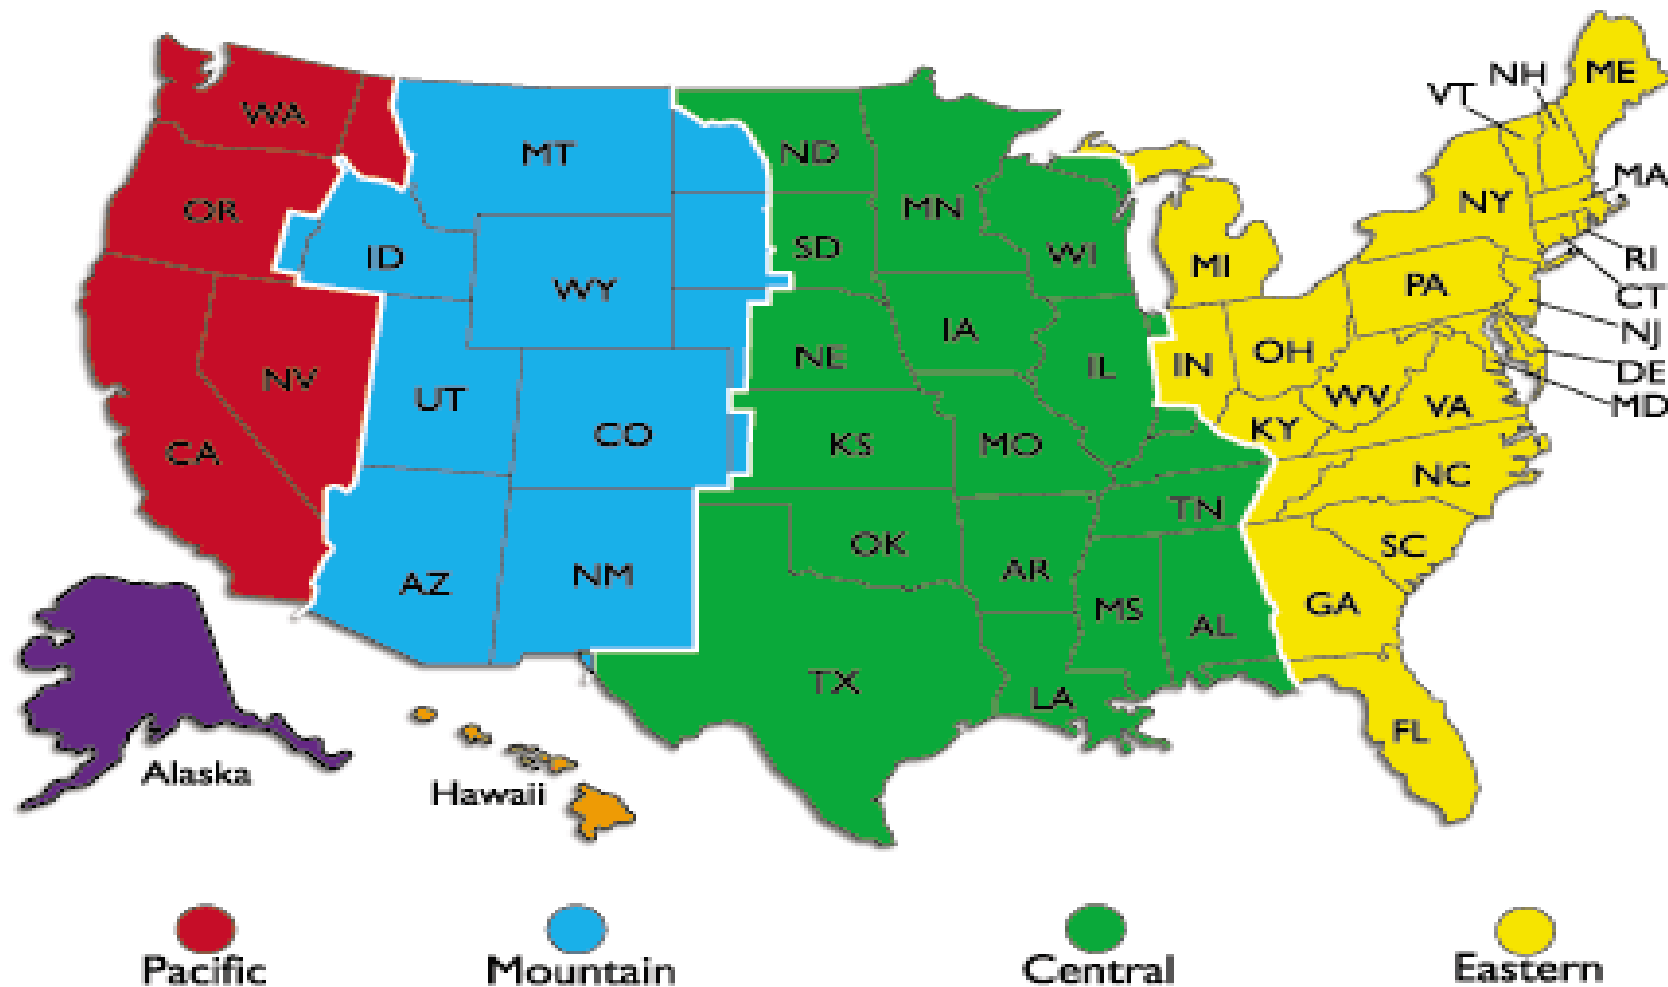 NH
ME
VT
WA
MT
ND
MA
OR
MN
NY
ID
SD
WI
MI
RI
WY
PA
CT
IA
NJ
NV
NE
IL
IN
OH
DE
UT
WV
VA
MD
CA
CO
KS
MO
KY
NC
TN
OK
SC
AZ
NM
AR
MS
GA
AL
TX
LA
FL
Alaska
Hawaii
Pacific
Mountain
Central
Eastern